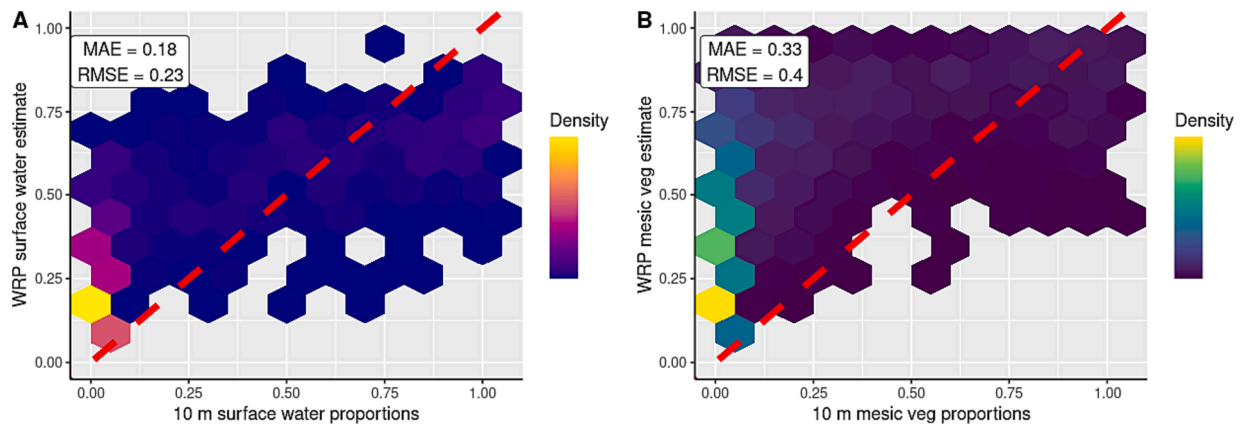 A
MAE = 0.18
RMSE = 0.23
WRP surface water estimate
1.00
0.75
0.50
0.25
0.00
0.00 0.25 0.50 0.75 1.00
10 m surface water proportions
Density
B
MAE = 0.33
RMSE = 0.4
WRP mesic veg estimate
1.00
0.75
0.50
0.25
0.00
0.00 0.25 0.50 0.75 1.00
10 m mesic veg proportions
Density